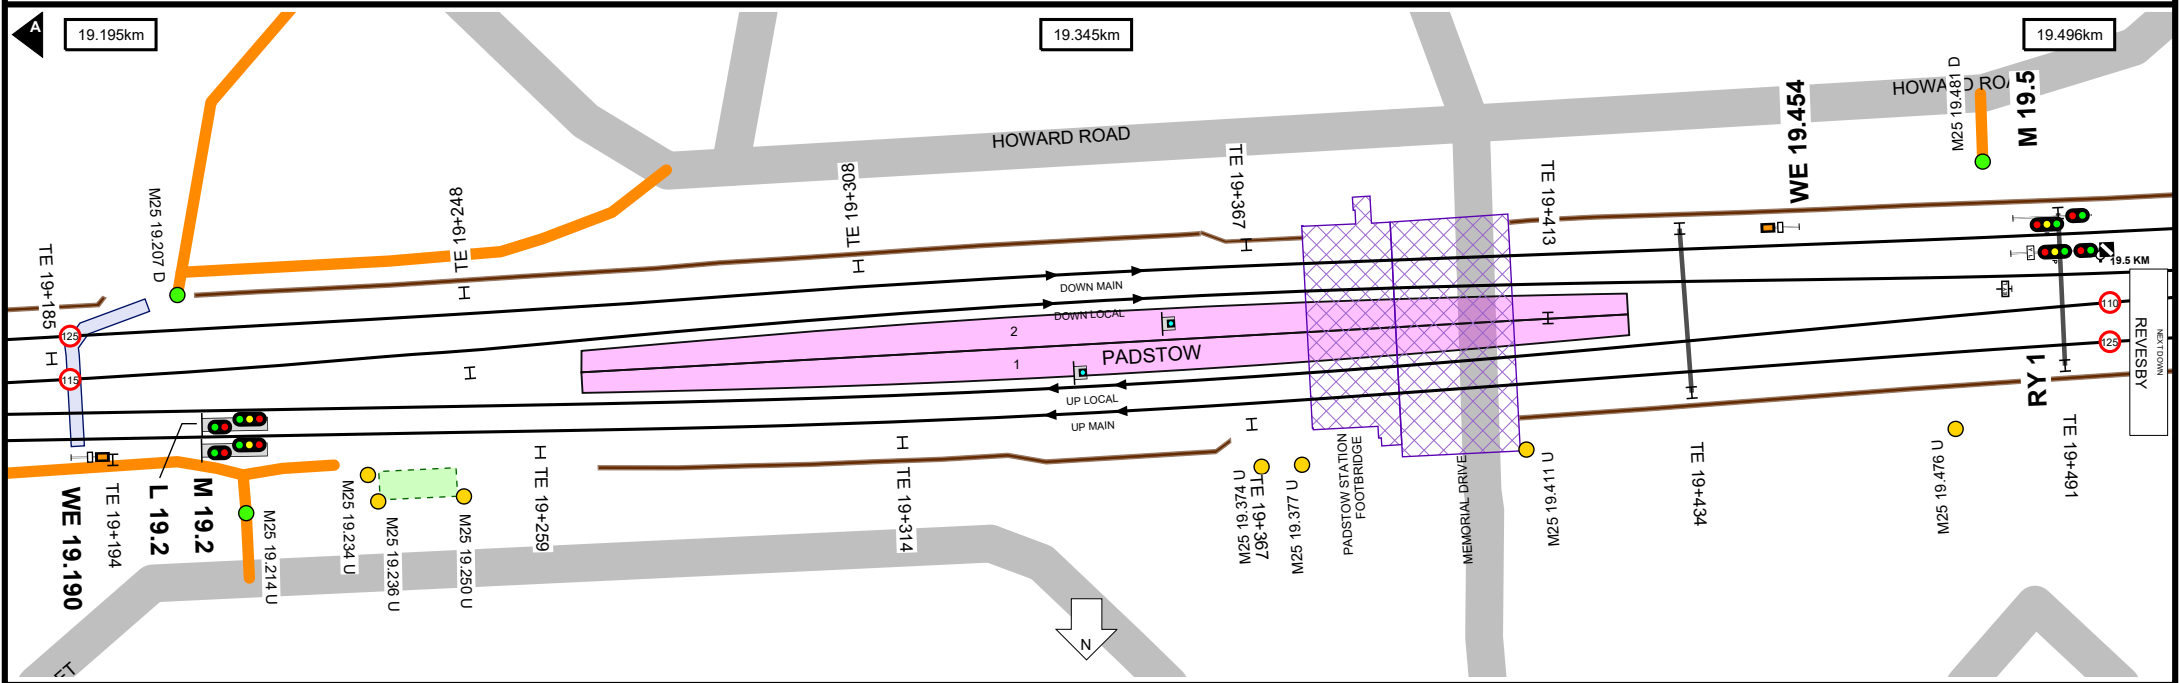 A
19.195km
19.345km
19.496km
HOWARD ROAD
HOWARD ROA
M25 19.481 D
M 19.5
WE 19.454
TE 19+413
TE 19+367
TE 19+308
TE 19+248
M25 19.207 D
TE 19+185
125
115
DOWN MAIN
DOWN LOCAL
2
PADSTOW
1
UP LOCAL
UP MAIN
19.5 KM
110
125
NEXT DOWN
REVESBY
RY 1
WE 19.190
TE 19+194
L 19.2
M 19.2
M25 19.214 U
M25 19.234 U
M25 19.236 U
M25 19.250 U
TE 19+259
TE 19+314
M25 19.374 U
TE 19+367
M25 19.377 U
PADSTOW STATION
FOOTBRIDGE
MEMORIAL DRIVE
M25 19.411 U
TE 19+434
M25 19.476 U
TE 19+491
N
ET